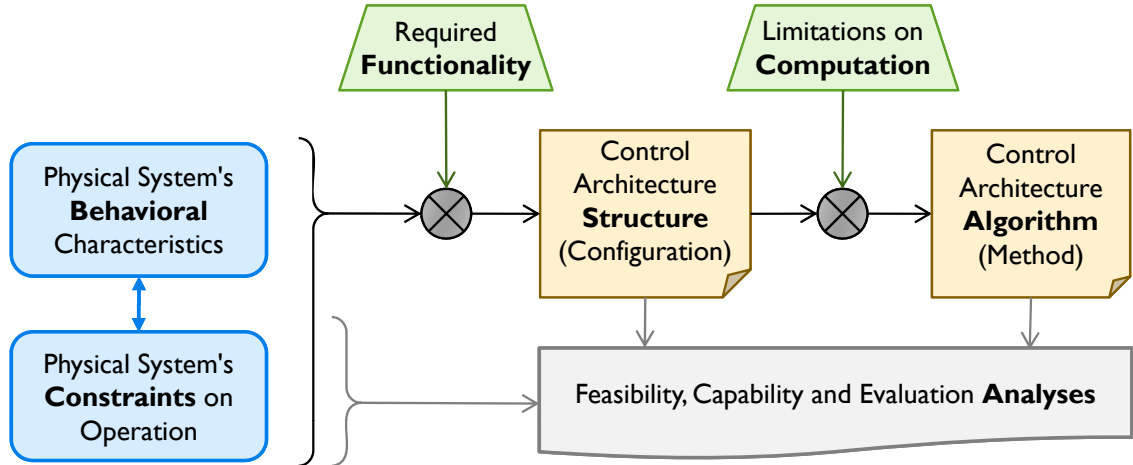 Required
Functionality
Limitations on
Computation
Physical System's
Behavioral
Characteristics
Control
Architecture
Structure
(Configuration)
Control
Architecture
Algorithm
(Method)
Physical System's
Constraints on
Operation
Feasibility, Capability and Evaluation Analyses